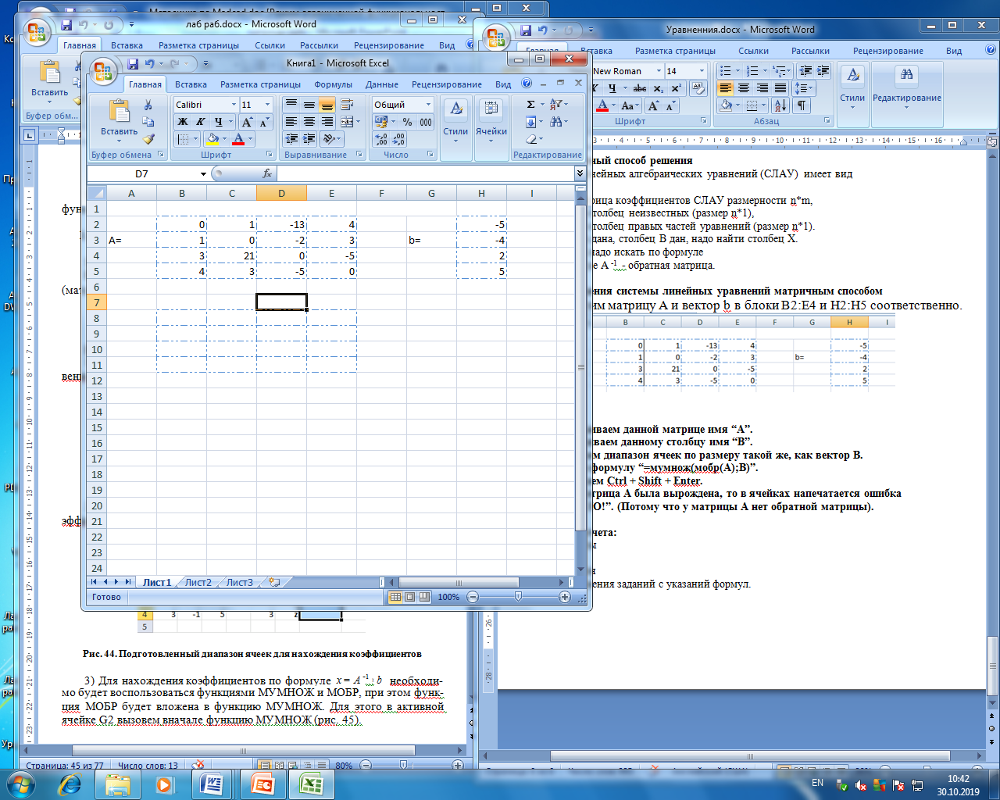 лаб раб.docx - Microsoft Word
Главная Вставка Разметка страницы Ссылки Рассылки Рецензирование Вид
Вставить
Буфер обм...
Уравненния.docx - Microsoft Word
Главная Вставка Разметка страницы Ссылки Рассылки Рецензирование Вид
New Roman 14
Стили Редактирование
Шрифт Абзац
Книга1 - Microsoft Excel
Главная Вставка Разметка страницы Формулы Данные Рецензирование Вид
Вставить
Calibri 11 Общий
Ж К Ч
Стили Ячейки
Буфер обмена Шрифт Выравнивание Число Редактирование
D7 fx
A B C D E F G H I
1
2 0 1 -13 4 -5
3 A= 1 0 -2 3 b= -4
4 3 21 0 -5 2
5 4 3 -5 0 5
6
7
8
9
10
11
12
13
14
15
16
17
18
19
20
21
22
23
24
Лист1 Лист2 Лист3
Готово 100%
ный способ решения
нейных алгебраических уравнений (СЛАУ) имеет вид
рица коэффициентов СЛАУ размерности n*m,
столбец неизвестных (размер n*1),
столбец правых частей уравнений (размер n*1).
дана, столбец В дан, надо найти столбец Х.
надо искать по формуле
е А -1 - обратная матрица.
ения системы линейных уравнений матричным способом
им матрицу А и вектор b в блоки B2:E4 и H2:H5 соответственно.
B C D E F G H I
0 1 -13 4 -5
1 0 -2 3 b= -4
3 21 0 -5 2
4 3 -5 0 5
иваем данной матрице имя “А”.
иваем данному столбцу имя “В”.
м диапазон ячеек по размеру такой же, как вектор В.
формулу “=мумнож(мобр(А);В)”.
ем Ctrl + Shift + Enter.
трица А была вырождена, то в ячейках напечатается ошибка
О!”. (Потому что у матрицы А нет обратной матрицы).
чета:
ы
я
ения заданий с указаний формул.
фун
(мат
вени
эфф
4 3 -1 5 3 z
5
Рис. 44. Подготовленный диапазон ячеек для нахождения коэффициентов
3) Для нахождения коэффициентов по формуле x = A-1 · b необходи-
мо будет воспользоваться функциями МУМНОЖ и МОБР, при этом функ-
ция МОБР будет вложена в функцию МУМНОЖ. Для этого в активной
ячейке G2 вызовем вначале функцию МУМНОЖ (рис. 45).
Страница: 45 из 77 Число слов: 13 80%
EN 10:42
30.10.2019